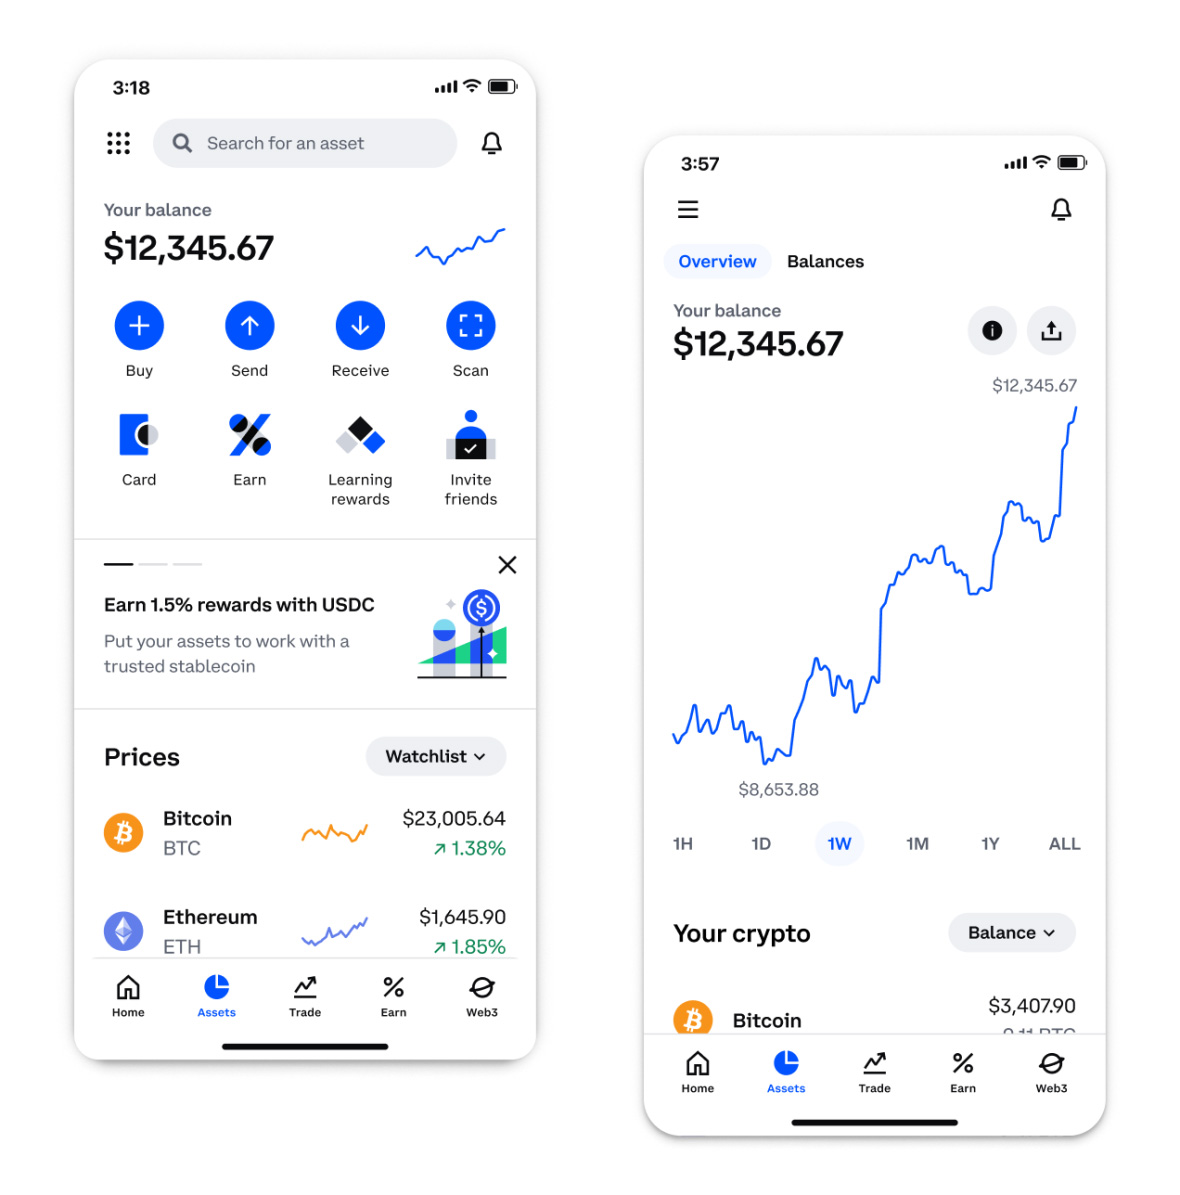 3:18
Search for an asset
Your balance
$12,345.67
Buy
Send
Receive
Scan
Card
Earn
Learning
rewards
Invite
friends
Earn 1.5% rewards with USDC
Put your assets to work with a
trusted stablecoin
Prices
Watchlist
Bitcoin
$23,005.64
BTC
↗ 1.38%
Ethereum
$1,645.90
ETH
↗ 1.85%
Home
Assets
Trade
Earn
Web3
3:57
Overview
Balances
Your balance
$12,345.67
$12,345.67
$8,653.88
1H
1D
1W
1M
1Y
ALL
Your crypto
Balance
Bitcoin
$3,407.90
Home
Assets
Trade
Earn
Web3